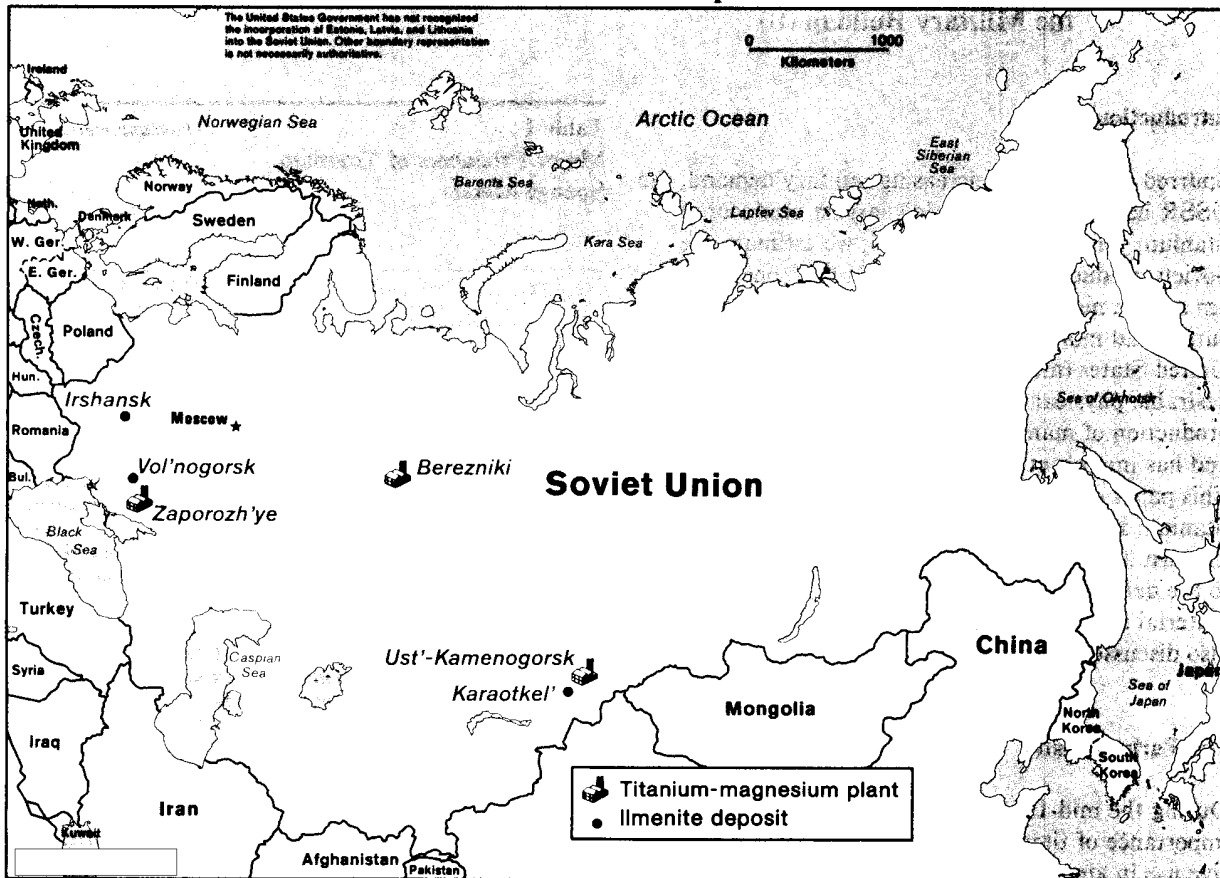 The United States Government has not recognized
the incorporation of Estonia, Latvia, and Lithuania
into the Soviet Union. Other boundary representation
is not necessarily authoritative.
the Military Buildup
0 1000
Kilometers
Ireland
United
Kingdom
Norwegian Sea
Arctic Ocean
East
Siberian
Sea
Norway
Barents Sea
Laptev Sea
Kara Sea
Neth.
Denmark
Sweden
W. Ger.
E. Ger.
Finland
Czech.
Poland
Hun.
Irshansk
Moscow
Sea of Okhotsk
Romania
Bul.
Vol'nogorsk
Berezniki
Soviet Union
Zaporozh'ye
Black
Sea
Turkey
Syria
Caspian
Sea
Ust'-Kamenogorsk
Karaotkel'
China
Mongolia
Japan
Sea of
Japan
North
Korea
South
Korea
Iraq
Iran
Kuwait
Afghanistan
Pakistan
Titanium-magnesium plant
Ilmenite deposit